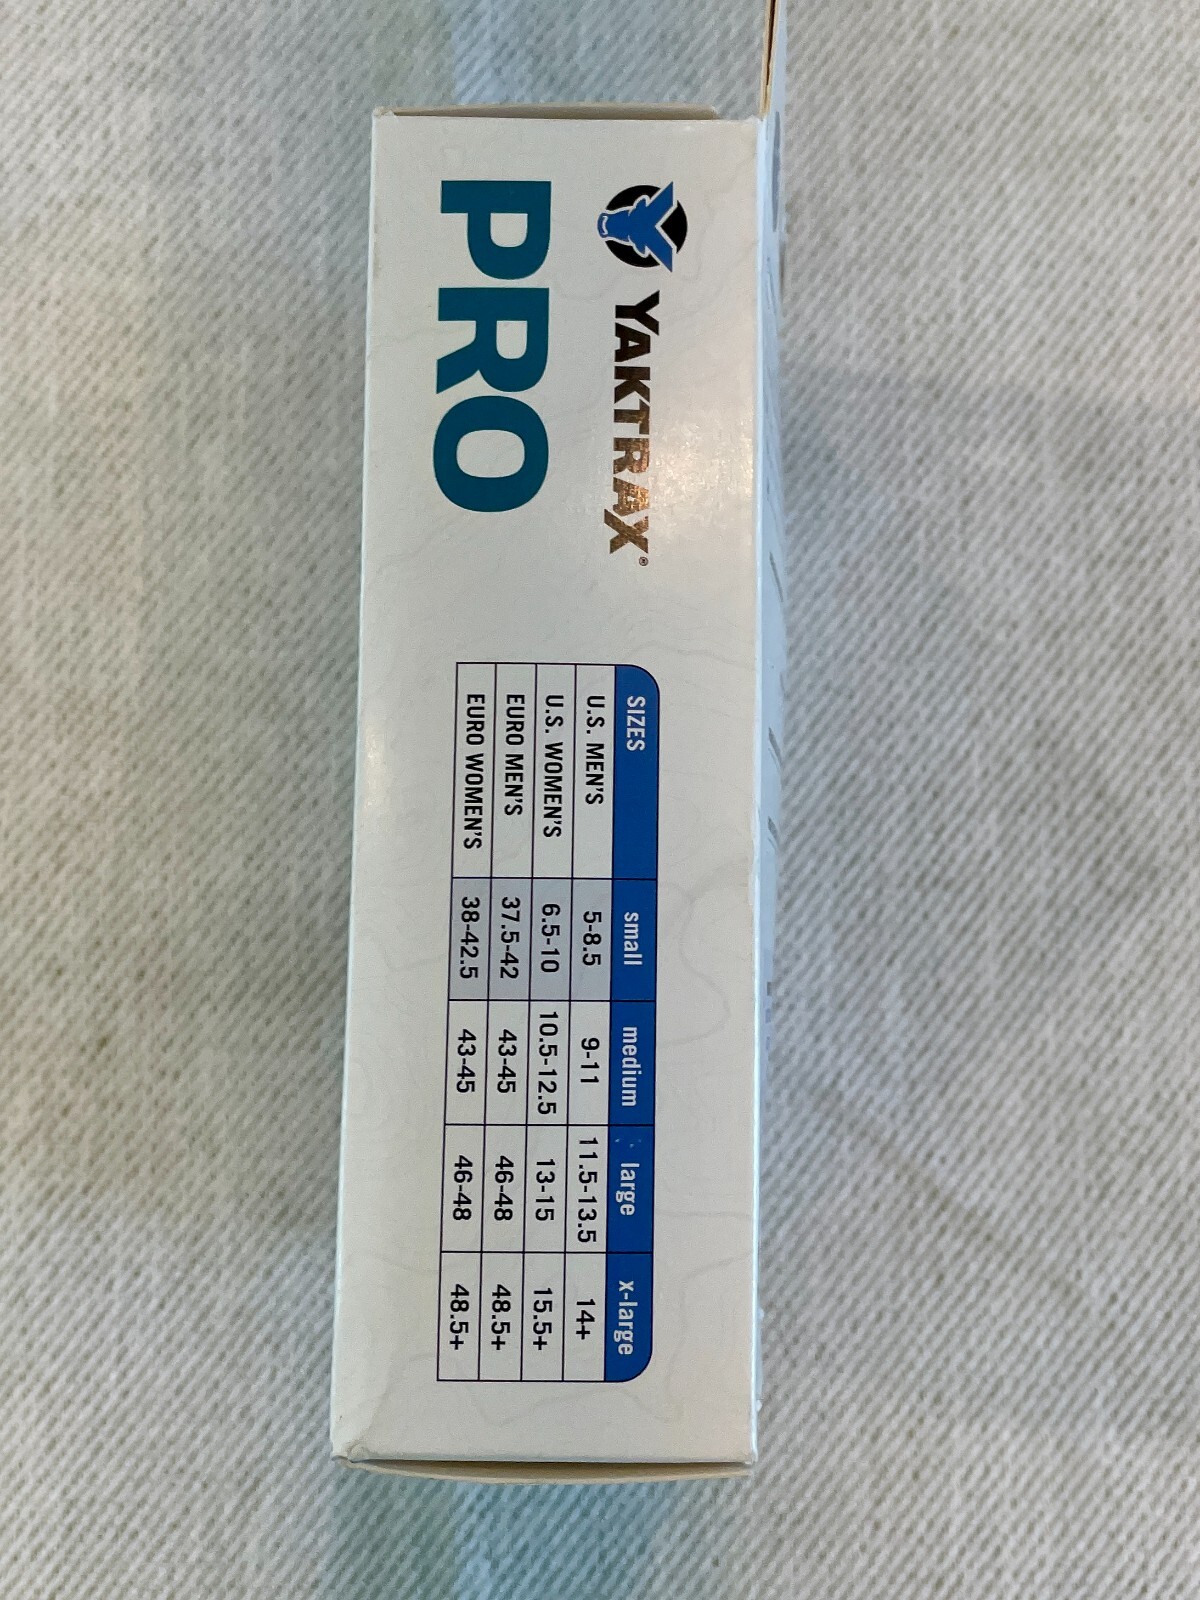 YAKTRAX®
PRO
SIZES small medium large x-large
U.S. MEN'S 5-8.5 9-11 11.5-13.5 14+
U.S. WOMEN'S 6.5-10 10.5-12.5 13-15 15.5+
EURO MEN'S 37.5-42 43-45 46-48 48.5+
EURO WOMEN'S 38-42.5 43-45 46-48 48.5+